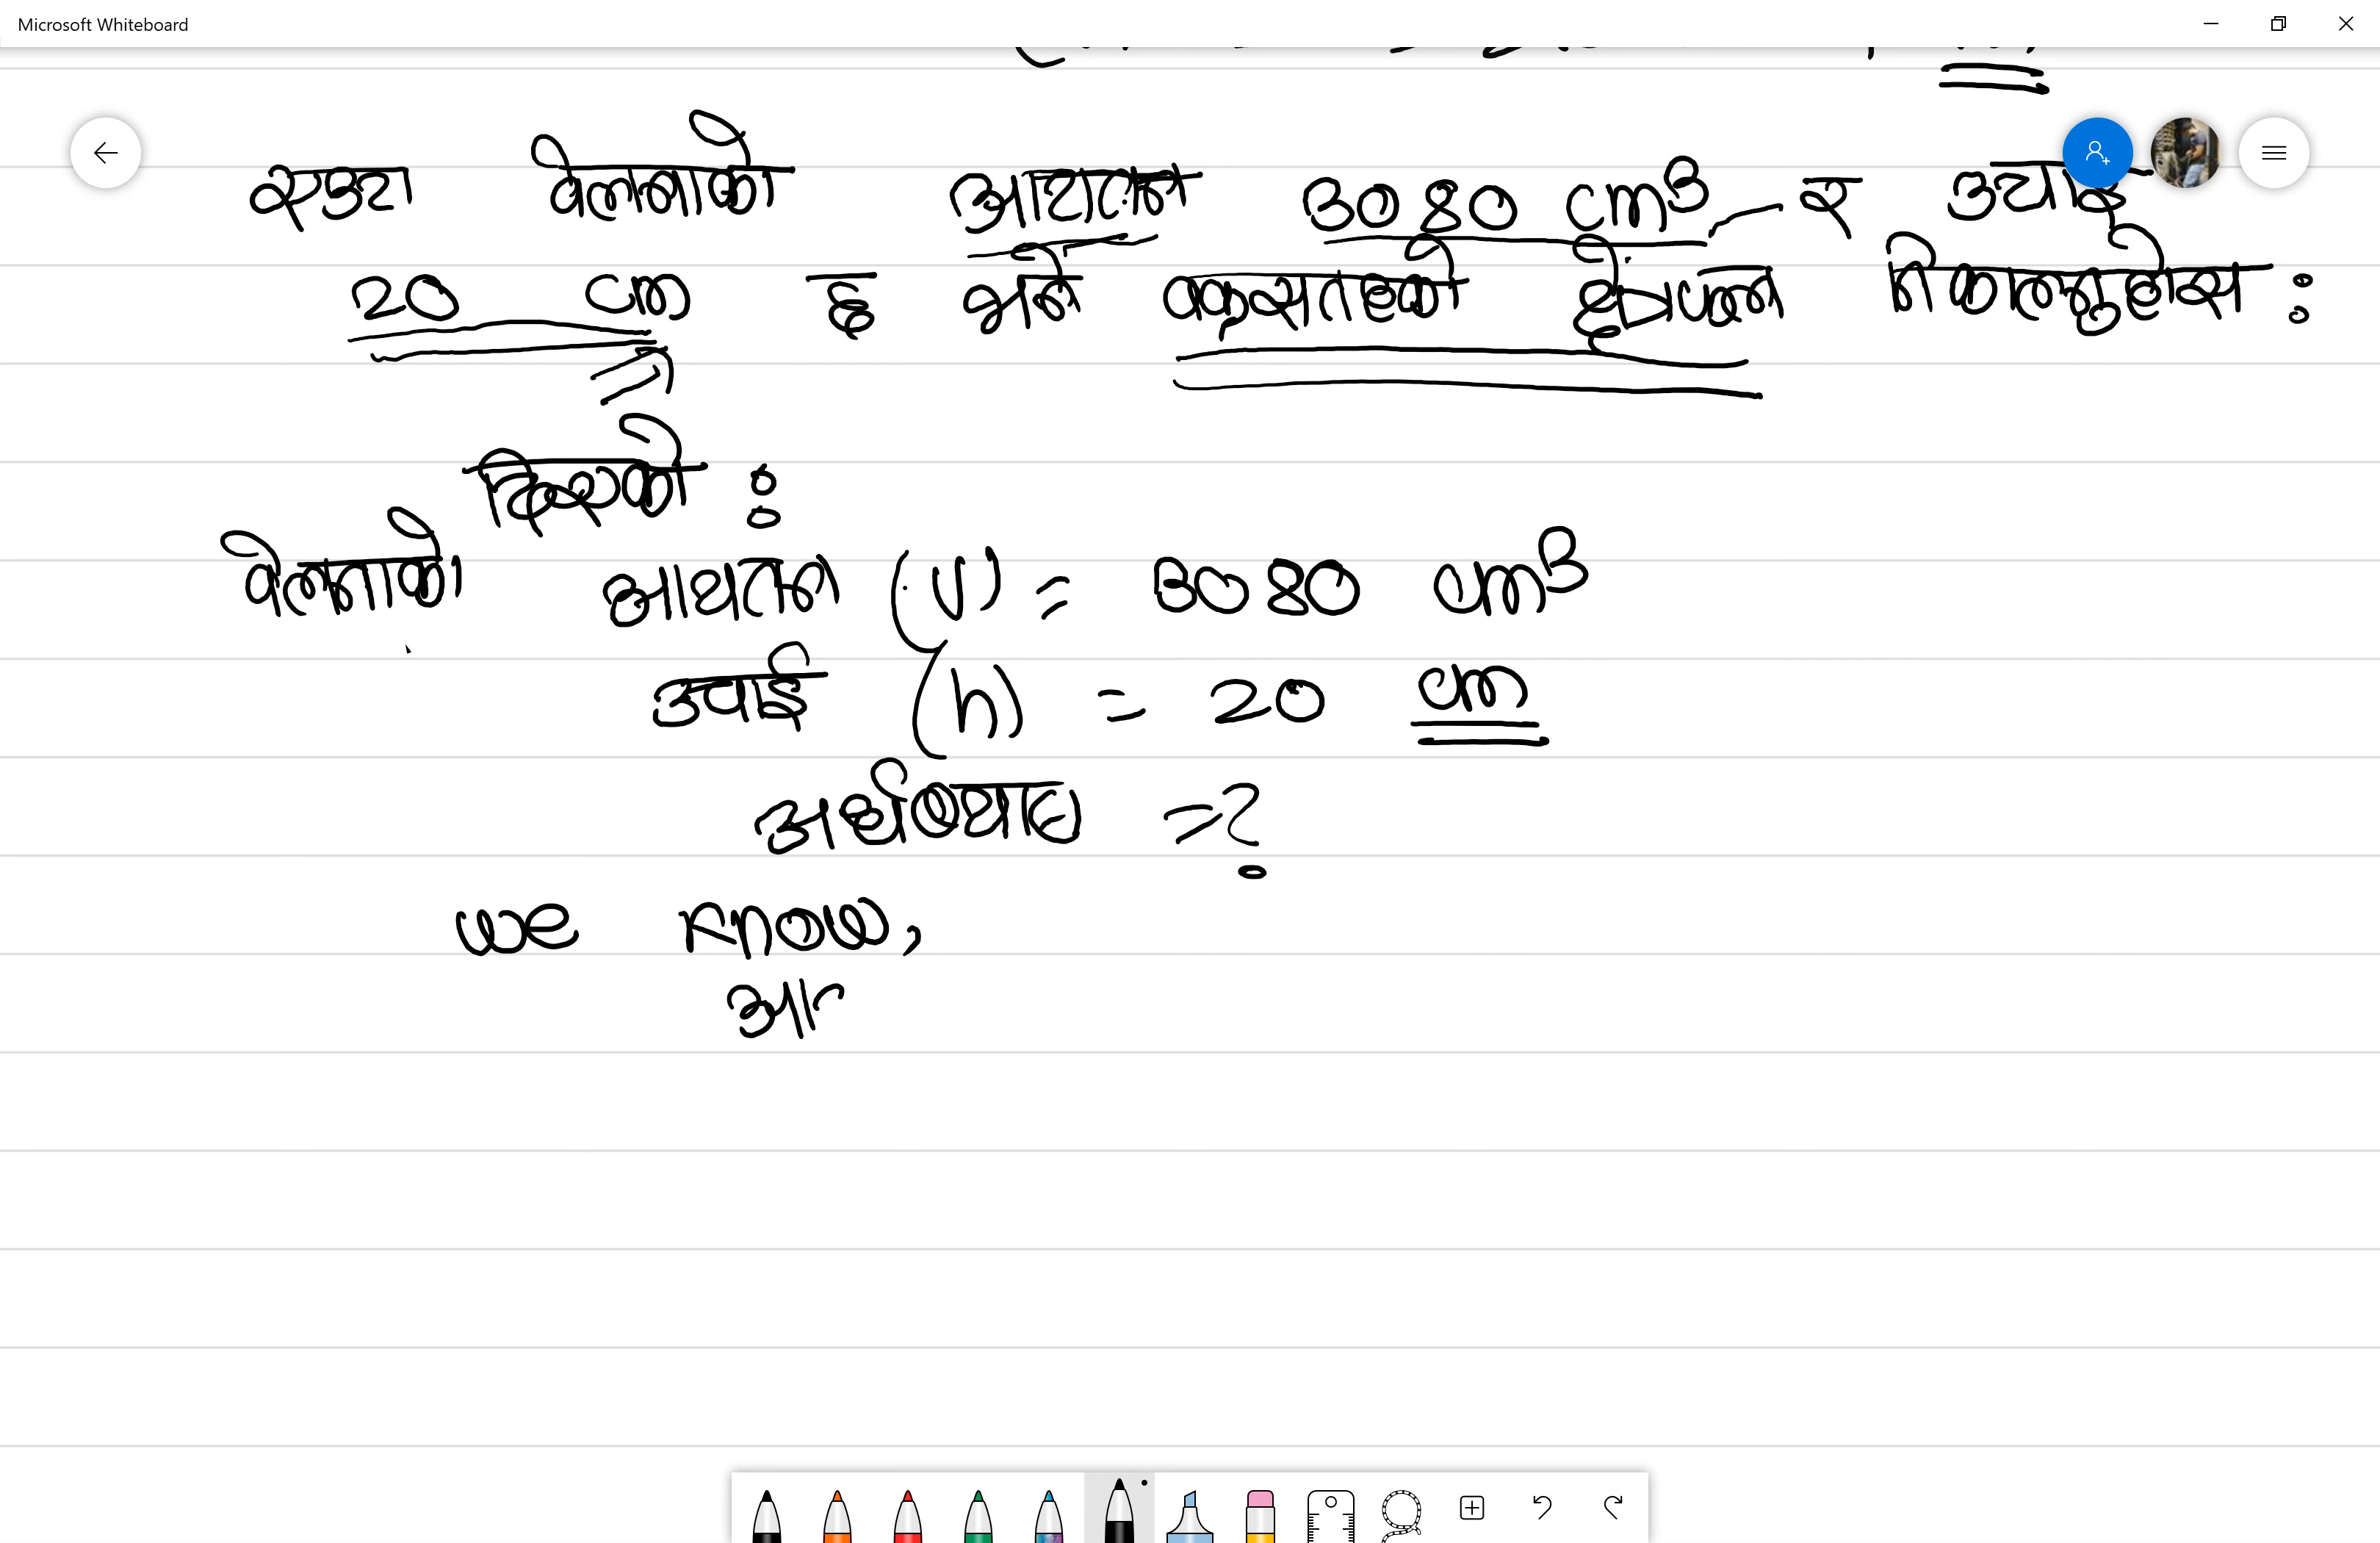 Microsoft Whiteboard
एउटा बेलनाको आयतन 3080 cm³ र उचाई
20 cm छ भने वक्रसतहको क्षेत्रफल निकाल्नुहोस :
दिएको :
बेलनाको आयतन (V) = 3080 cm³
उचाई (h) = 20 cm
अर्धव्यास = ?
we know,
आ